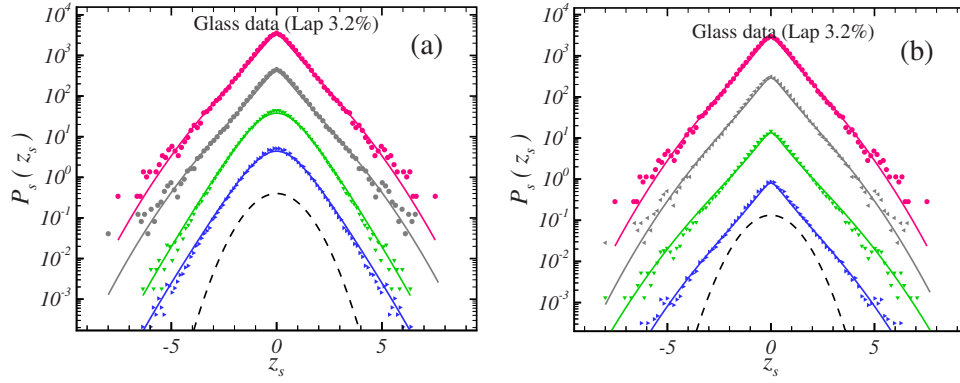 Glass data (Lap 3.2%)
(a)
P_s ( z_s )
10^4
10^3
10^2
10^1
10^0
10^-1
10^-2
10^-3
-5 0 5
z_s
Glass data (Lap 3.2%)
(b)
P_s ( z_s )
10^4
10^3
10^2
10^1
10^0
10^-1
10^-2
10^-3
-5 0 5
z_s